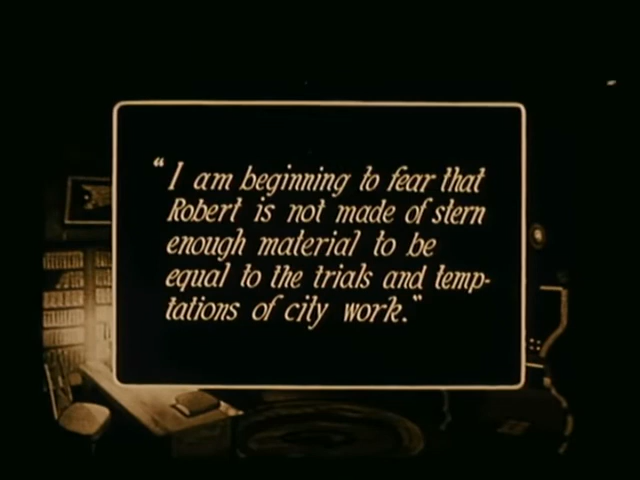 "I am beginning to fear that
Robert is not made of stern
enough material to be
equal to the trials and temp-
tations of city work."